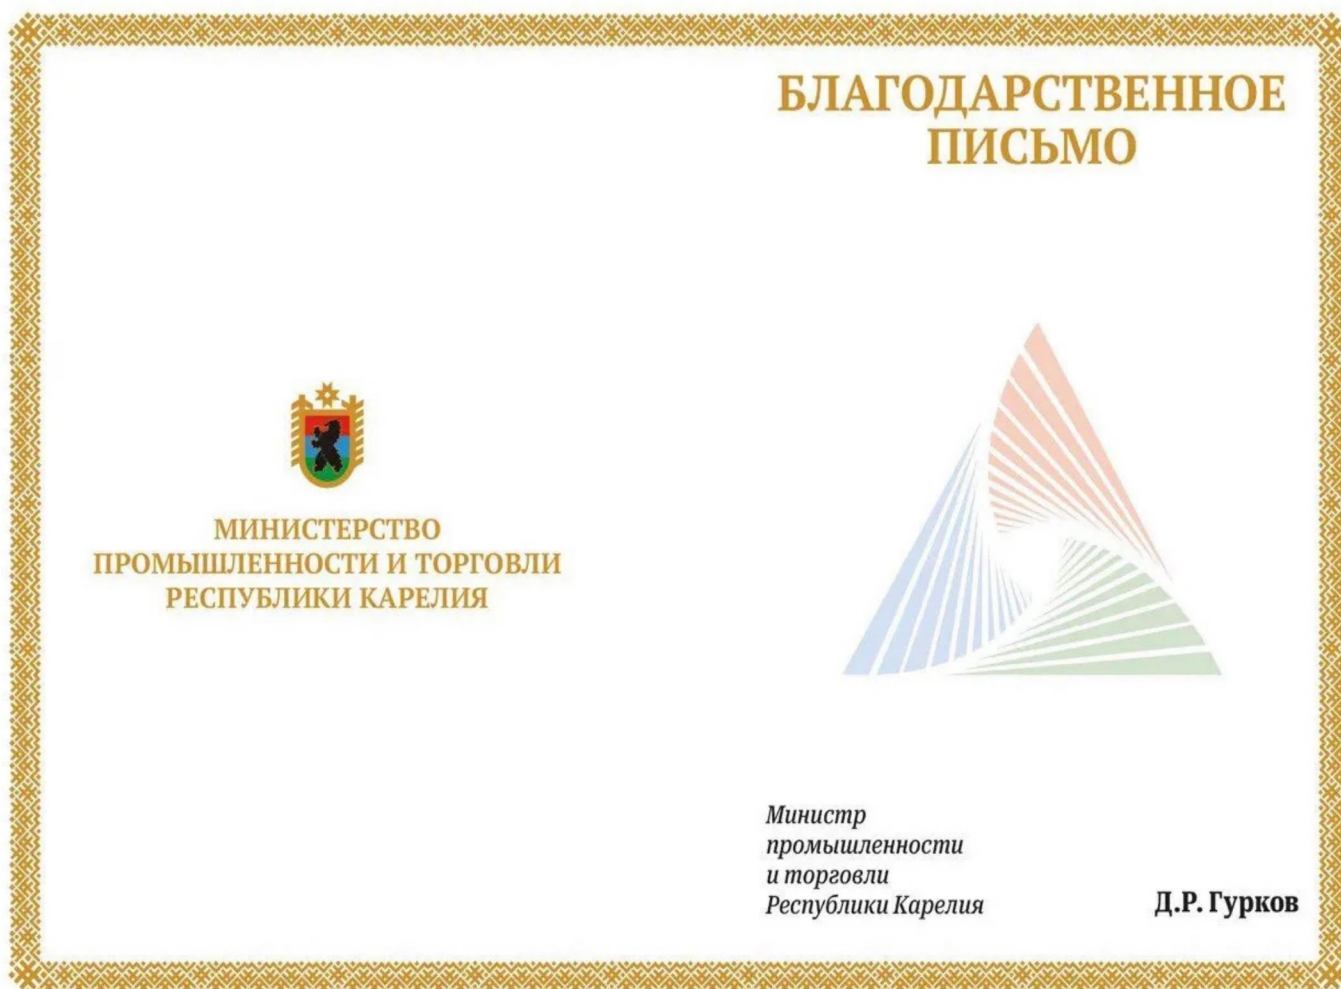 МИНИСТЕРСТВО
ПРОМЫШЛЕННОСТИ И ТОРГОВЛИ
РЕСПУБЛИКИ КАРЕЛИЯ
БЛАГОДАРСТВЕННОЕ
ПИСЬМО
Министр
промышленности
и торговли
Республики Карелия
Д.Р. Гурков